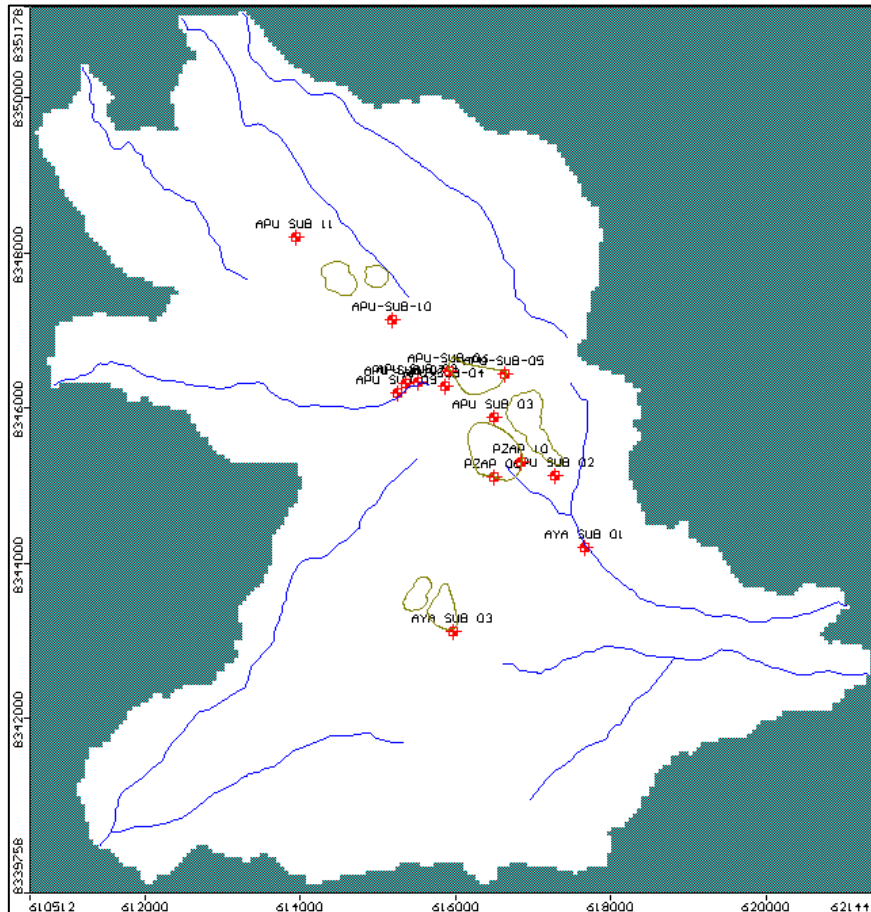 8351178
8350000
APU SUB 11
8348000
APU-SUB-10
APU-SUB-06
APU-SUB-05
8346000
APU SUB 03
PZAP 10
SUB 02
PZAP
AYA SUB 01
8344000
AYA SUB 03
8342000
8339758
610512
612000
614000
616000
618000
620000